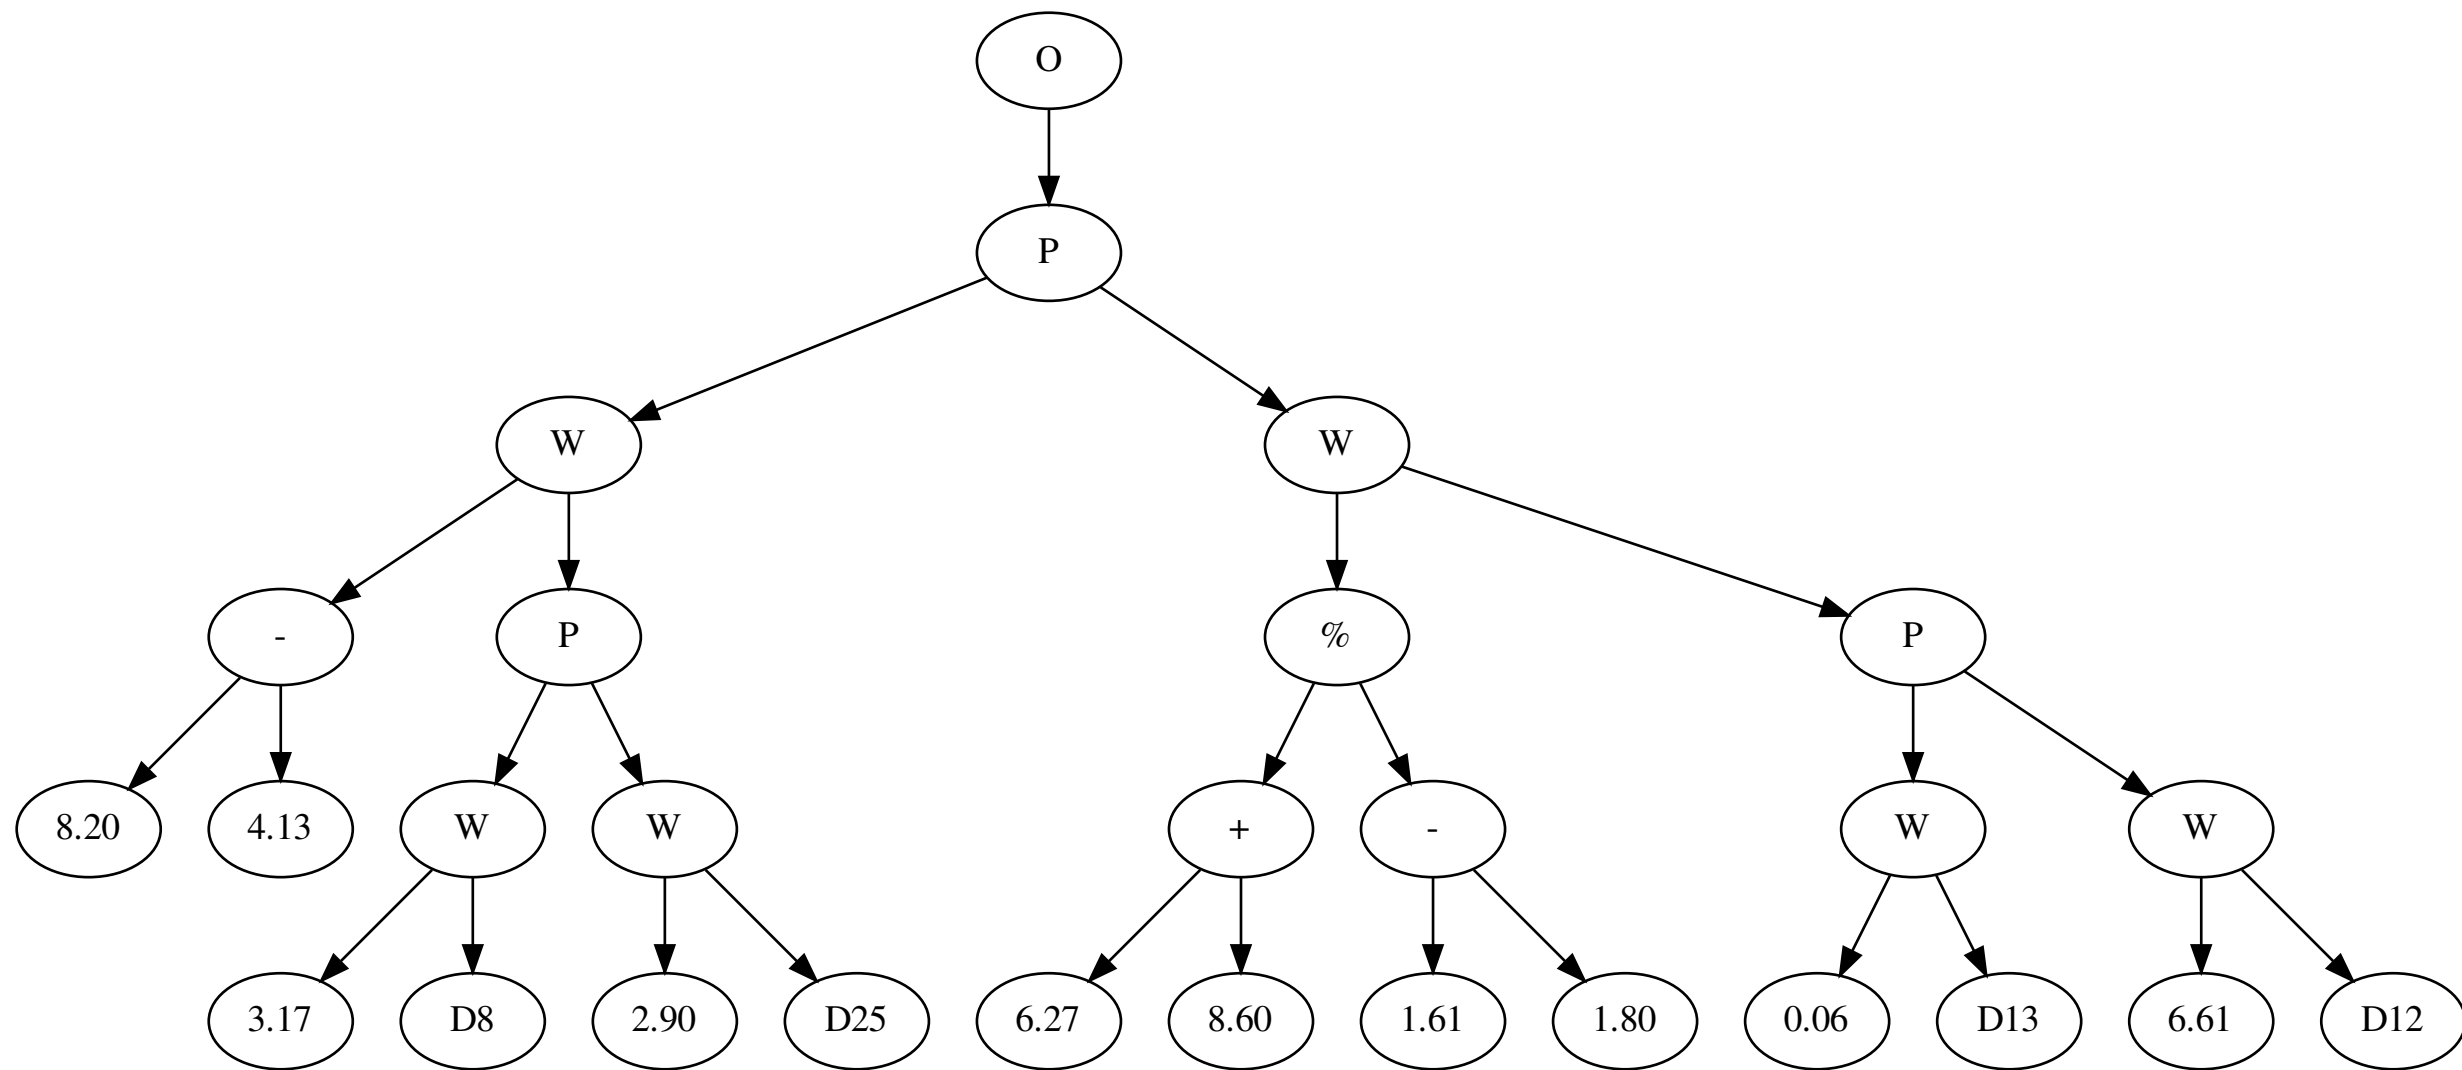 O
P
W W
- P % P
8.20 4.13 W W + - W W
3.17 D8 2.90 D25 6.27 8.60 1.61 1.80 0.06 D13 6.61 D12